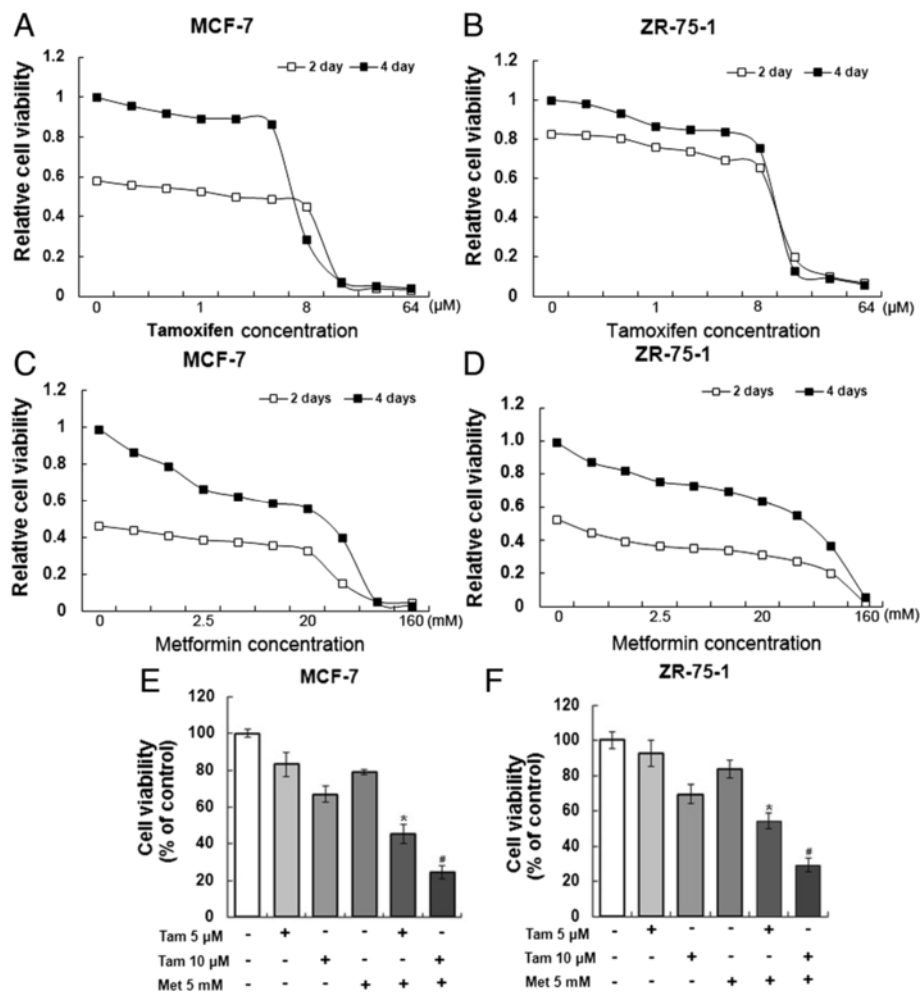 A
MCF-7
Relative cell viability
1.2
1
0.8
0.6
0.4
0.2
0
2 day
4 day
0
1
8
64
(μM)
Tamoxifen concentration
B
ZR-75-1
Relative cell viability
1.2
1
0.8
0.6
0.4
0.2
0
2 day
4 day
0
1
8
64
(μM)
Tamoxifen concentration
C
MCF-7
Relative cell viability
1.2
1
0.8
0.6
0.4
0.2
0
2 days
4 days
0
2.5
20
160
(mM)
Metformin concentration
D
ZR-75-1
Relative cell viability
1.2
1.0
0.8
0.6
0.4
0.2
0
2 days
4 days
0
2.5
20
160
(mM)
Metformin concentration
E
MCF-7
Cell viability
(% of control)
120
100
80
60
40
20
0
*
#
Tam 5 μM - + - - + -
Tam 10 μM - - + - - +
Met 5 mM - - - + + +
F
ZR-75-1
Cell viability
(% of control)
120
100
80
60
40
20
0
*
#
Tam 5 μM - + - - + -
Tam 10 μM - - + - - +
Met 5 mM - - - + + +